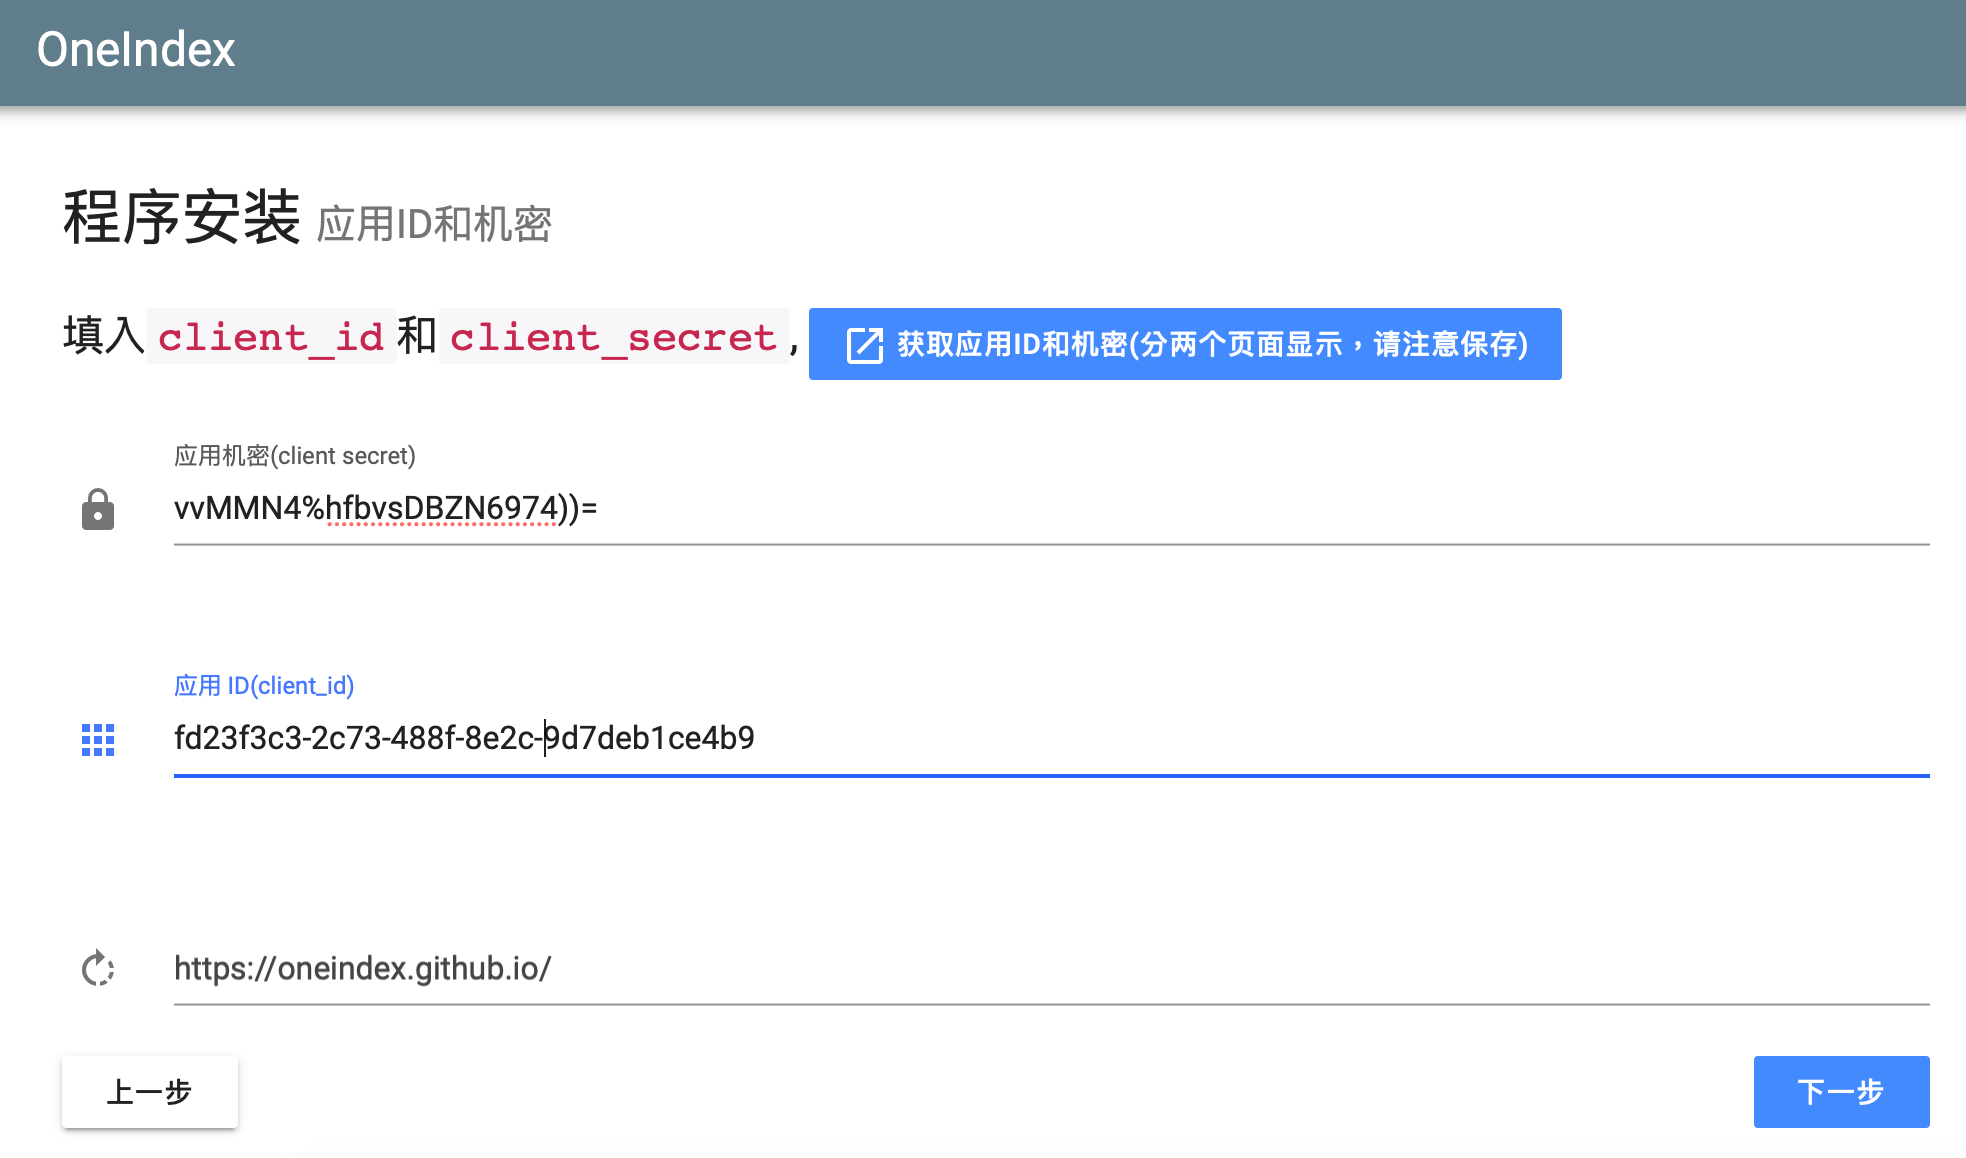 OneIndex
程序安装 应用ID和机密
填入 client_id 和 client_secret , 获取应用ID和机密(分两个页面显示，请注意保存)
应用机密(client secret)
vvMMN4%hfbvsDBZN6974))=
应用 ID(client_id)
fd23f3c3-2c73-488f-8e2c-9d7deb1ce4b9
https://oneindex.github.io/
上一步 下一步